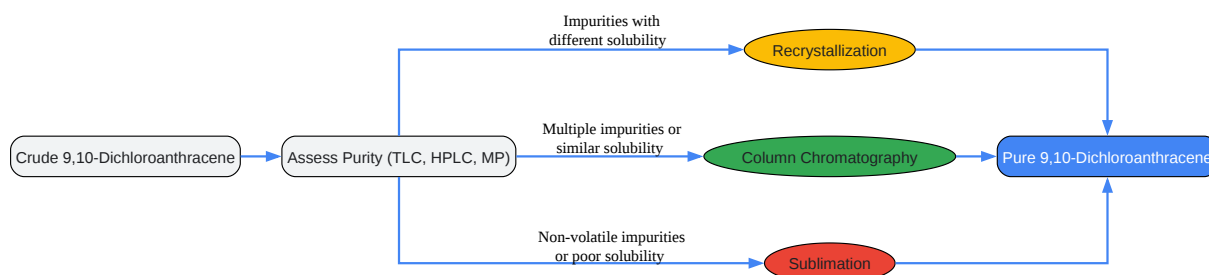 Impurities with
different solubility
Recrystallization
Crude 9,10-Dichloroanthracene
Assess Purity (TLC, HPLC, MP)
Multiple impurities or
similar solubility
Column Chromatography
Pure 9,10-Dichloroanthracene
Non-volatile impurities
or poor solubility
Sublimation